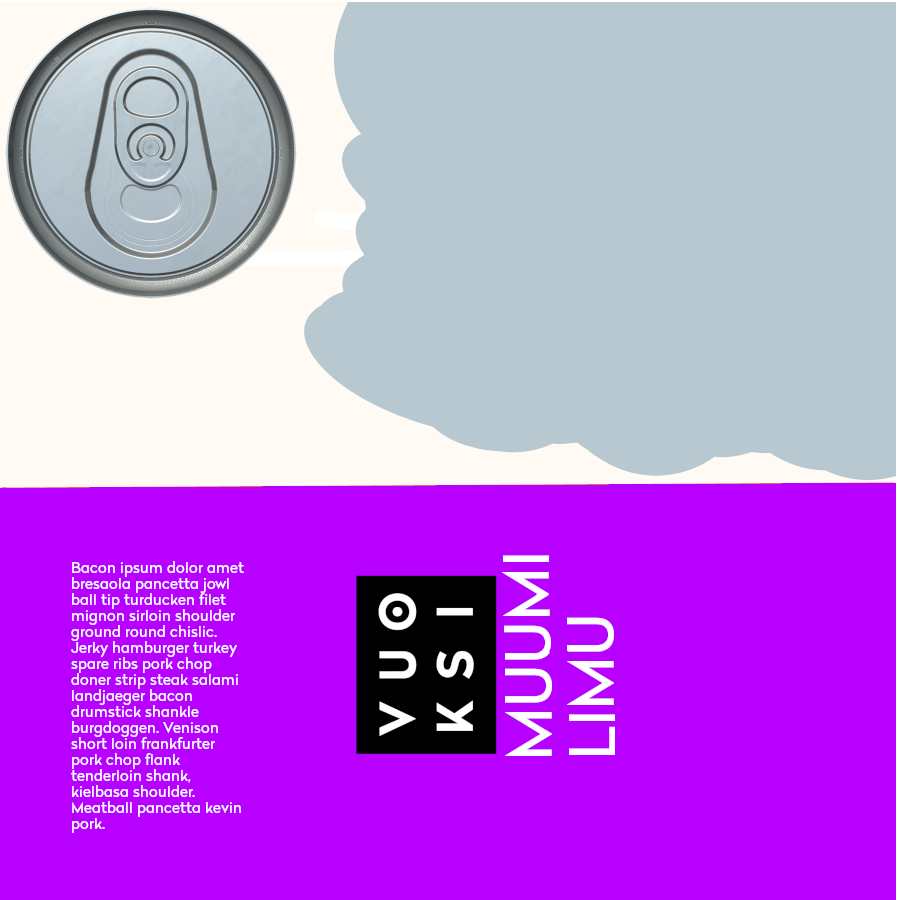 Bacon ipsum dolor amet
bresaola pancetta jowl
ball tip turducken filet
mignon sirloin shoulder
ground round chislic.
Jerky hamburger turkey
spare ribs pork chop
doner strip steak salami
landjaeger bacon
drumstick shankle
burgdoggen. Venison
short loin frankfurter
pork chop flank
tenderloin shank,
kielbasa shoulder.
Meatball pancetta kevin
pork.
VUO
KSI
MUUMI
LIMU